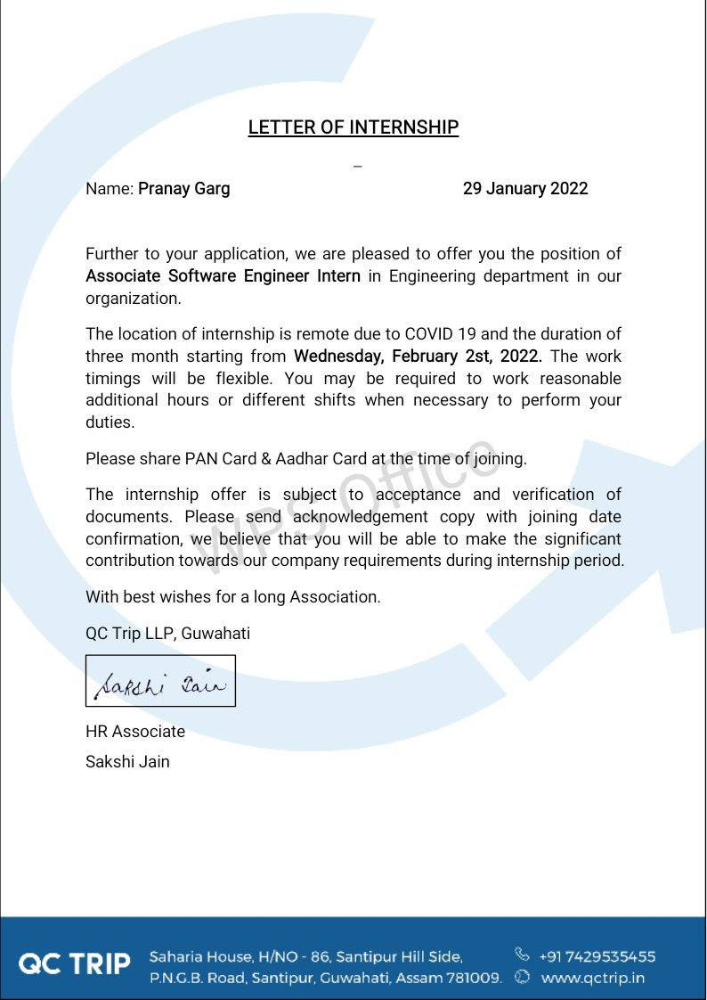 LETTER OF INTERNSHIP
_
Name: Pranay Garg 29 January 2022
Further to your application, we are pleased to offer you the position of
Associate Software Engineer Intern in Engineering department in our
organization.
The location of internship is remote due to COVID 19 and the duration of
three month starting from Wednesday, February 2st, 2022. The work
timings will be flexible. You may be required to work reasonable
additional hours or different shifts when necessary to perform your
duties.
Please share PAN Card & Aadhar Card at the time of joining.
The internship offer is subject to acceptance and verification of
documents. Please send acknowledgement copy with joining date
confirmation, we believe that you will be able to make the significant
contribution towards our company requirements during internship period.
WPS Office
With best wishes for a long Association.
QC Trip LLP, Guwahati
Sakshi Jain
HR Associate
Sakshi Jain
QC TRIP
Saharia House, H/NO - 86, Santipur Hill Side,
P.N.G.B. Road, Santipur, Guwahati, Assam 781009.
+91 7429535455
www.qctrip.in